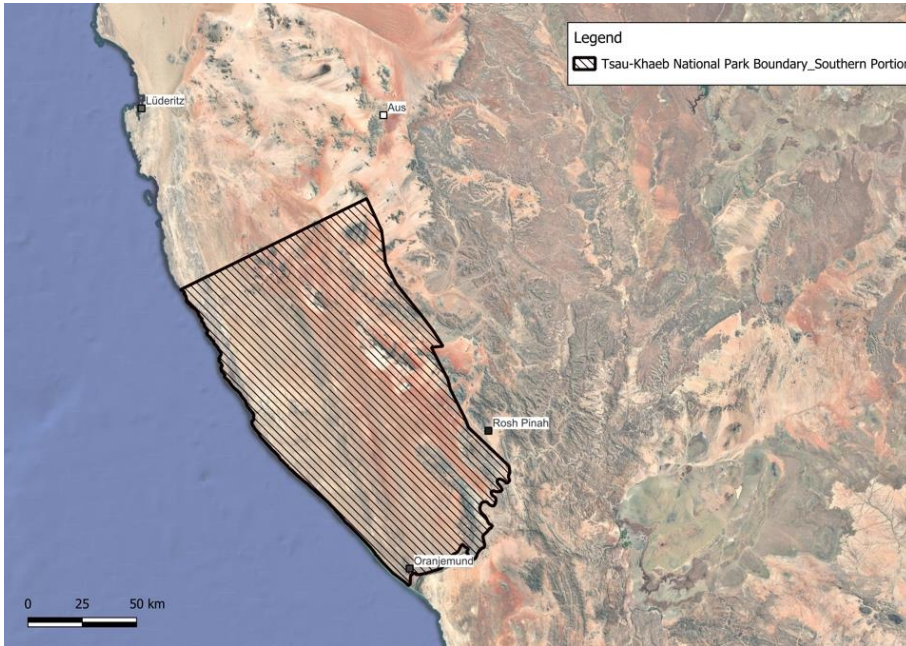 Legend
Tsau-Khaeb National Park Boundary_Southern Portion
Lüderitz
Aus
Rosh Pinah
Oranjemund
0 25 50 km